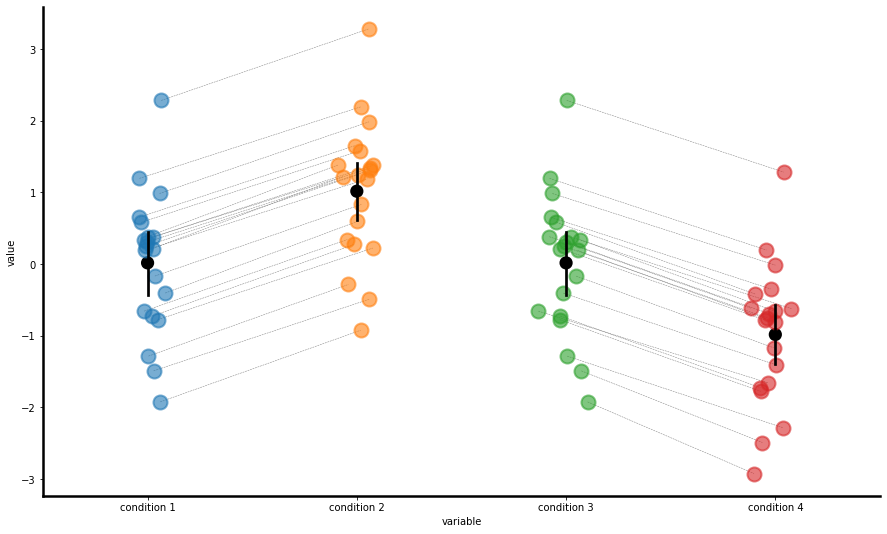 3
2
1
0
−1
−2
−3
value
condition 1
condition 2
condition 3
condition 4
variable